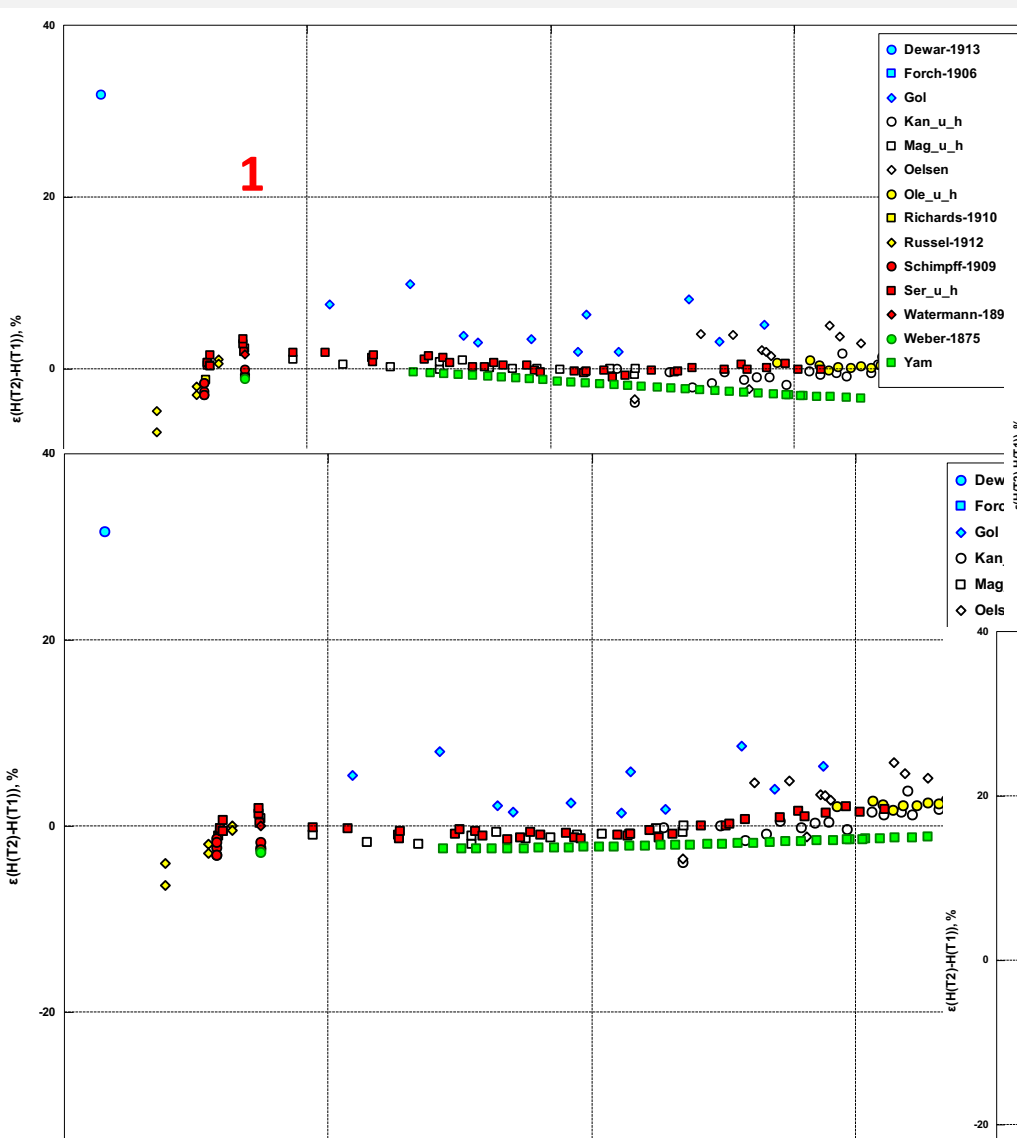 40
20
0
ε(H(T2)-H(T1)), %
1
Dewar-1913
Forch-1906
Gol
Kan_u_h
Mag_u_h
Oelsen
Ole_u_h
Richards-1910
Russel-1912
Schimpff-1909
Ser_u_h
Watermann-189
Weber-1875
Yam
40
20
0
-20
ε(H(T2)-H(T1)), %
Dew
Forc
Gol
Kan
Mag
Oels
40
20
0
-20
ε(H(T2)-H(T1)), %